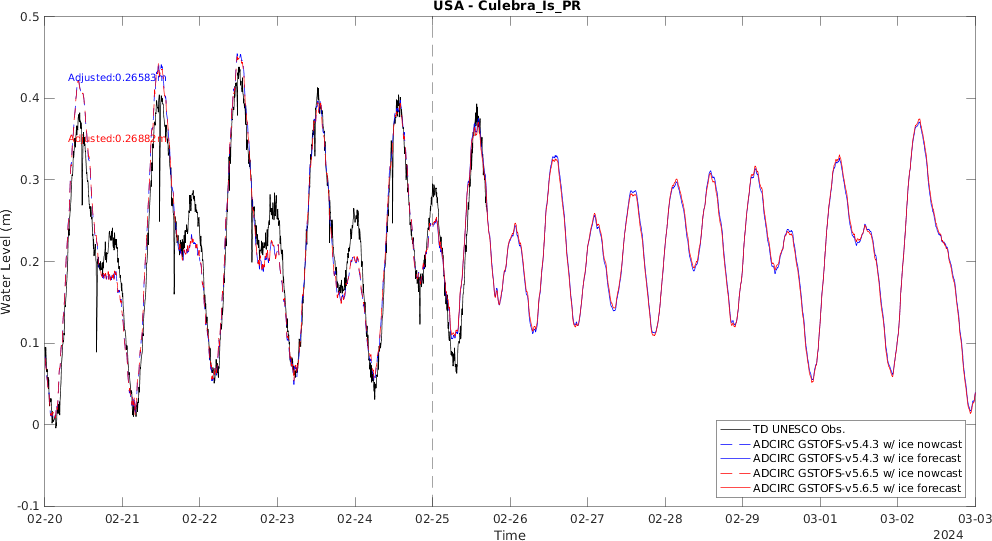 USA - Culebra_Is_PR
0.5
0.4
0.3
0.2
0.1
0
-0.1
Water Level (m)
Adjusted:0.26583m
Adjusted:0.26882m
TD UNESCO Obs.
ADCIRC GSTOFS-v5.4.3 w/ ice nowcast
ADCIRC GSTOFS-v5.4.3 w/ ice forecast
ADCIRC GSTOFS-v5.6.5 w/ ice nowcast
ADCIRC GSTOFS-v5.6.5 w/ ice forecast
02-20 02-21 02-22 02-23 02-24 02-25 02-26 02-27 02-28 02-29 03-01 03-02 03-03
Time
2024